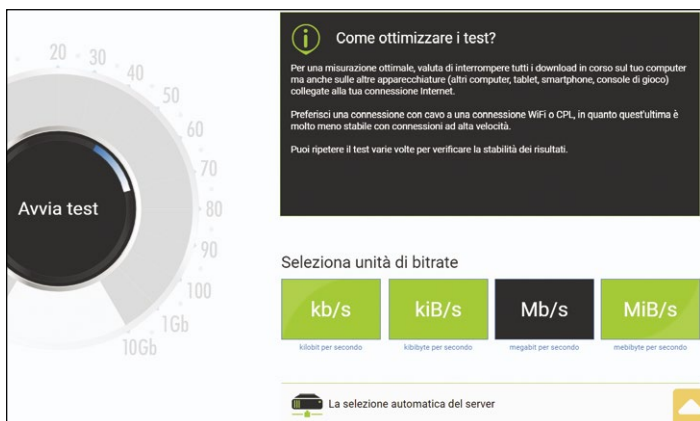 20
30
40
50
60
70
80
90
100
1Gb
10Gb
Avvia test
Come ottimizzare i test?
Per una misurazione ottimale, valuta di interrompere tutti i download in corso sul tuo computer
ma anche sulle altre apparecchiature (altri computer, tablet, smartphone, console di gioco)
collegate alla tua connessione Internet.
Preferisci una connessione con cavo a una connessione WiFi o CPL, in quanto quest'ultima è
molto meno stabile con connessioni ad alta velocità.
Puoi ripetere il test varie volte per verificare la stabilità dei risultati.
Seleziona unità di bitrate
kb/s
kiB/s
Mb/s
MiB/s
kilobit per secondo
kibibyte per secondo
megabit per secondo
mebibyte per secondo
La selezione automatica del server